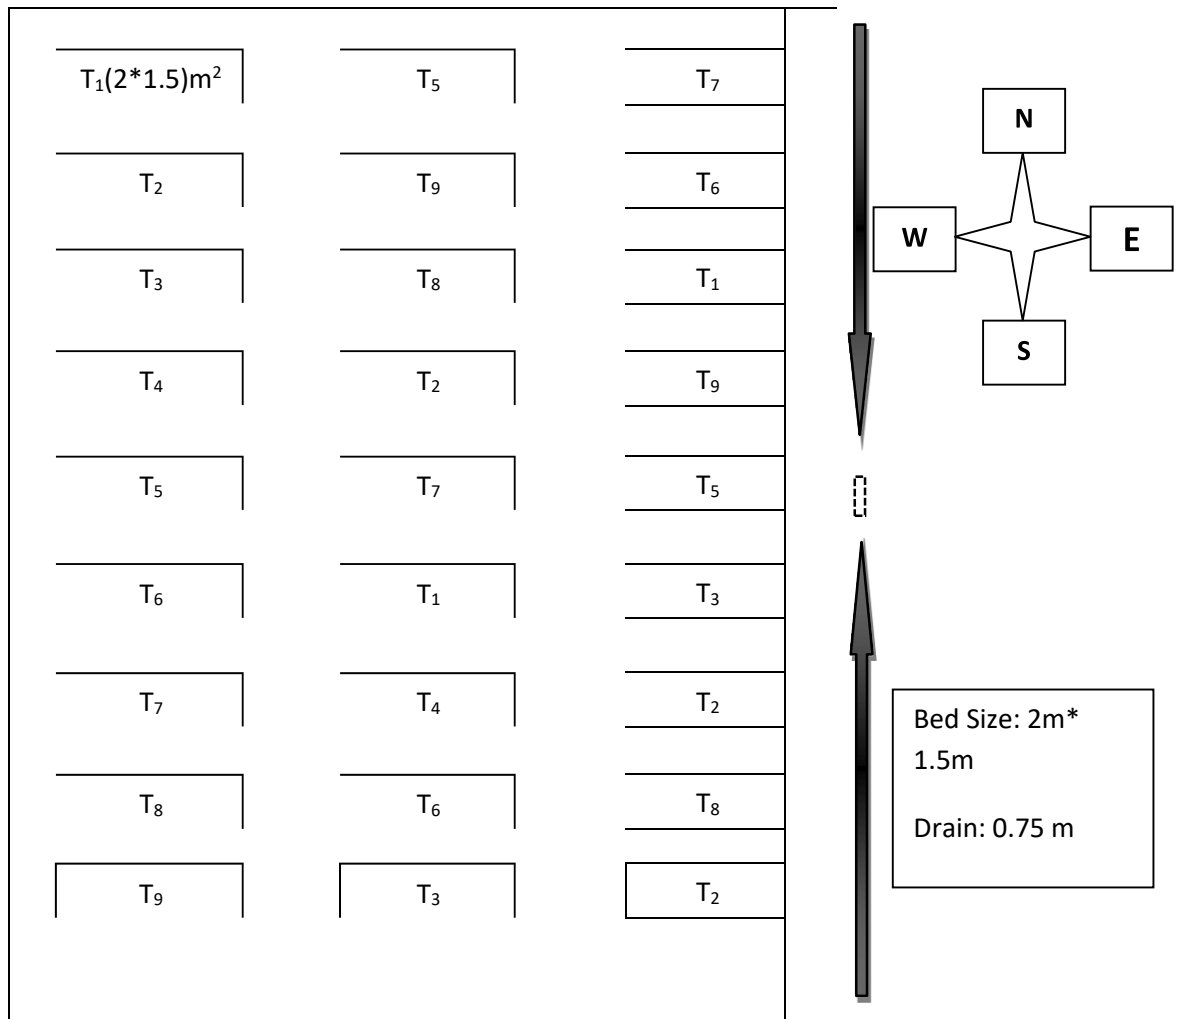 T₁(2*1.5)m² T₅ T₇
T₂ T₉ T₆
T₃ T₈ T₁
T₄ T₂ T₉
T₅ T₇ T₅
T₆ T₁ T₃
T₇ T₄ T₂
T₈ T₆ T₈
T₉ T₃ T₂
N
W E
S
Bed Size: 2m*
1.5m
Drain: 0.75 m